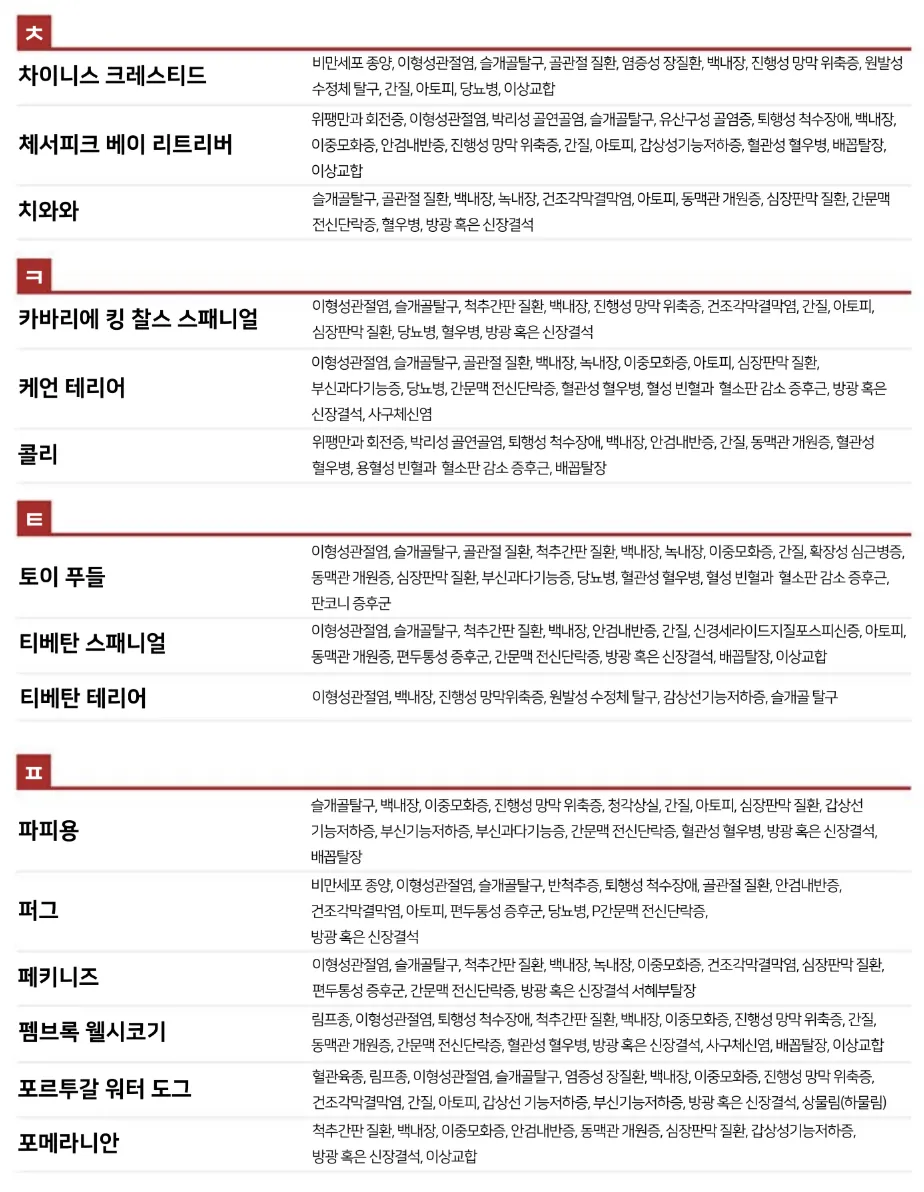 ㅊ
차이니스 크레스티드
비만세포 종양, 이형성관절염, 슬개골탈구, 골관절 질환, 염증성 장질환, 백내장, 진행성 망막 위축증, 원발성
수정체 탈구, 간질, 아토피, 당뇨병, 이상교합
체서피크 베이 리트리버
위팽만과 회전증, 이형성관절염, 박리성 골연골염, 슬개골탈구, 유산구성 골염증, 퇴행성 척수장애, 백내장,
이중모화증, 안검내반증, 진행성 망막 위축증, 간질, 아토피, 갑상성기능저하증, 혈관성 혈우병, 배꼽탈장,
이상교합
치와와
슬개골탈구, 골관절 질환, 백내장, 녹내장, 건조각막결막염, 아토피, 동맥관 개원증, 심장판막 질환, 간문맥
전신단락증, 혈우병, 방광 혹은 신장결석
ㅋ
카바리에 킹 찰스 스패니얼
이형성관절염, 슬개골탈구, 척추간판 질환, 백내장, 진행성 망막 위축증, 건조각막결막염, 간질, 아토피,
심장판막 질환, 당뇨병, 혈우병, 방광 혹은 신장결석
케언 테리어
이형성관절염, 슬개골탈구, 골관절 질환, 백내장, 녹내장, 이중모화증, 아토피, 심장판막 질환,
부신과다기능증, 당뇨병, 간문맥 전신단락증, 혈관성 혈우병, 혈성 빈혈과 혈소판 감소 증후근, 방광 혹은
신장결석, 사구체신염
콜리
위팽만과 회전증, 박리성 골연골염, 퇴행성 척수장애, 백내장, 안검내반증, 간질, 동맥관 개원증, 혈관성
혈우병, 용혈성 빈혈과 혈소판 감소 증후근, 배꼽탈장
ㅌ
토이 푸들
이형성관절염, 슬개골탈구, 골관절 질환, 척추간판 질환, 백내장, 녹내장, 이중모화증, 간질, 확장성 심근병증,
동맥관 개원증, 심장판막 질환, 부신과다기능증, 당뇨병, 혈관성 혈우병, 혈성 빈혈과 혈소판 감소 증후근,
판코니 증후군
티베탄 스패니얼
이형성관절염, 슬개골탈구, 척추간판 질환, 백내장, 안검내반증, 간질, 신경세라이드지질포스피신증, 아토피,
동맥관 개원증, 편두통성 증후군, 간문맥 전신단락증, 방광 혹은 신장결석, 배꼽탈장, 이상교합
티베탄 테리어
이형성관절염, 백내장, 진행성 망막위축증, 원발성 수정체 탈구, 감상선기능저하증, 슬개골 탈구
ㅍ
파피용
슬개골탈구, 백내장, 이중모화증, 진행성 망막 위축증, 청각상실, 간질, 아토피, 심장판막 질환, 갑상선
기능저하증, 부신기능저하증, 부신과다기능증, 간문맥 전신단락증, 혈관성 혈우병, 방광 혹은 신장결석,
배꼽탈장
퍼그
비만세포 종양, 이형성관절염, 슬개골탈구, 반척추증, 퇴행성 척수장애, 골관절 질환, 안검내반증,
건조각막결막염, 아토피, 편두통성 증후군, 당뇨병, P간문맥 전신단락증,
방광 혹은 신장결석
페키니즈
이형성관절염, 슬개골탈구, 척추간판 질환, 백내장, 녹내장, 이중모화증, 건조각막결막염, 심장판막 질환,
편두통성 증후군, 간문맥 전신단락증, 방광 혹은 신장결석 서혜부탈장
펨브록 웰시코기
림프종, 이형성관절염, 퇴행성 척수장애, 척추간판 질환, 백내장, 이중모화증, 진행성 망막 위축증, 간질,
동맥관 개원증, 간문맥 전신단락증, 혈관성 혈우병, 방광 혹은 신장결석, 사구체신염, 배꼽탈장, 이상교합
포르투갈 워터 도그
혈관육종, 림프종, 이형성관절염, 슬개골탈구, 염증성 장질환, 백내장, 이중모화증, 진행성 망막 위축증,
건조각막결막염, 간질, 아토피, 갑상선 기능저하증, 부신기능저하증, 방광 혹은 신장결석, 상물림(하물림)
포메라니안
척추간판 질환, 백내장, 이중모화증, 안검내반증, 동맥관 개원증, 심장판막 질환, 갑상성기능저하증,
방광 혹은 신장결석, 이상교합